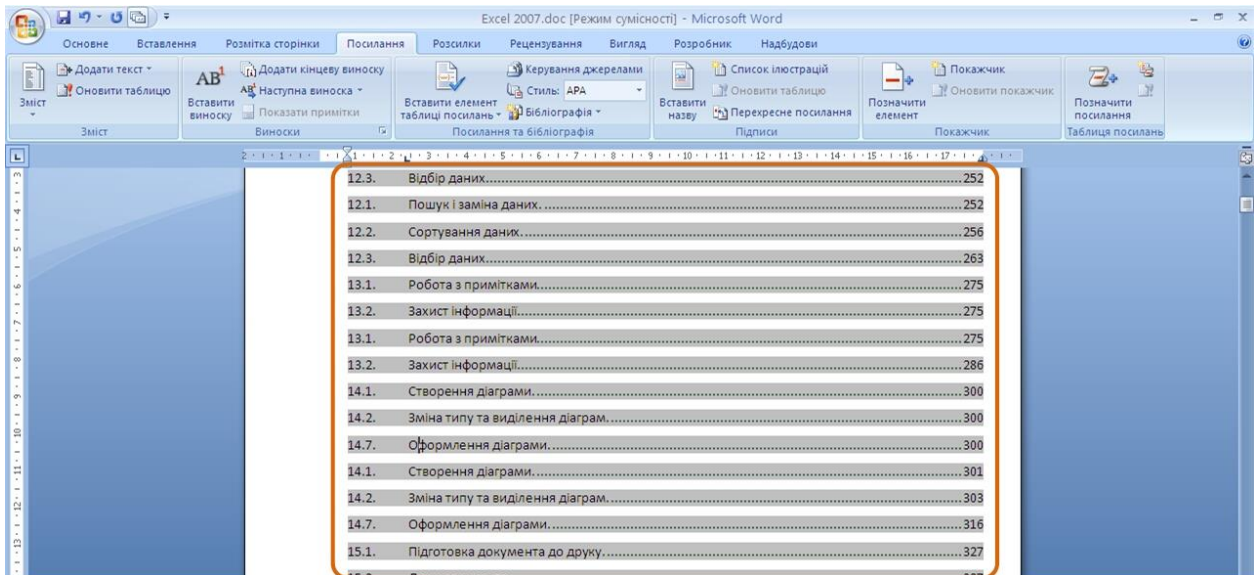 Excel 2007.doc [Режим сумісності] - Microsoft Word
Основне Вставлення Розмітка сторінки Посилання Розсилки Рецензування Вигляд Розробник Надбудови
Зміст
Додати текст
Оновити таблицю
Зміст
AB1
Вставити виноску
Додати кінцеву виноску
Наступна виноска
Показати примітки
Виноски
Вставити елемент таблиці посилань
Керування джерелами
Стиль: APA
Бібліографія
Посилання та бібліографія
Вставити назву
Список ілюстрацій
Оновити таблицю
Перехресне посилання
Підписи
Позначити елемент
Покажчик
Оновити покажчик
Покажчик
Позначити посилання
Таблиця посилань
12.3. Відбір даних.....252
12.1. Пошук і заміна даних.....252
12.2. Сортування даних.....256
12.3. Відбір даних.....263
13.1. Робота з примітками.....275
13.2. Захист інформації.....275
13.1. Робота з примітками.....275
13.2. Захист інформації.....286
14.1. Створення діаграми.....300
14.2. Зміна типу та виділення діаграм.....300
14.7. Оформлення діаграми.....300
14.1. Створення діаграми.....301
14.2. Зміна типу та виділення діаграм.....303
14.7. Оформлення діаграми.....316
15.1. Підготовка документа до друку.....327